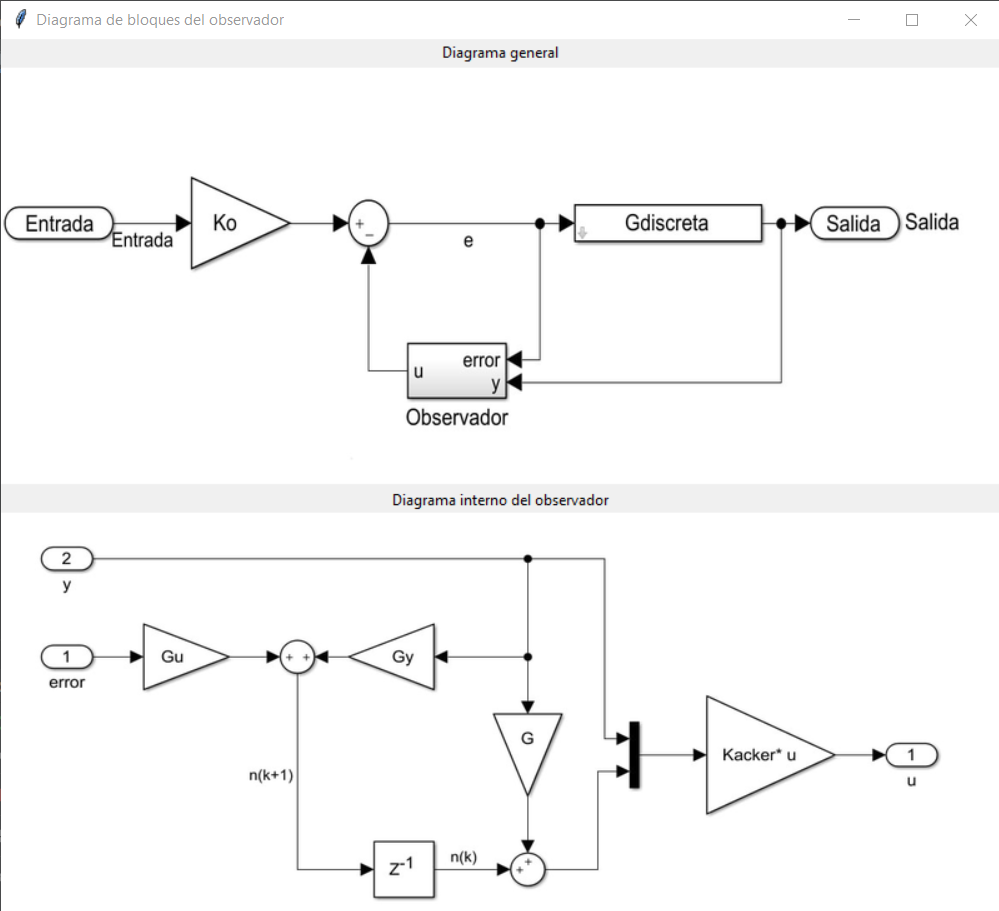 Diagrama de bloques del observador
Diagrama general
Entrada
Entrada
Ko
+
−
e
Gdiscreta
Salida
Salida
u
error
y
Observador
Diagrama interno del observador
2
y
1
error
Gu
+ +
Gy
G
n(k+1)
Z-1
n(k)
+ +
Kacker* u
1
u